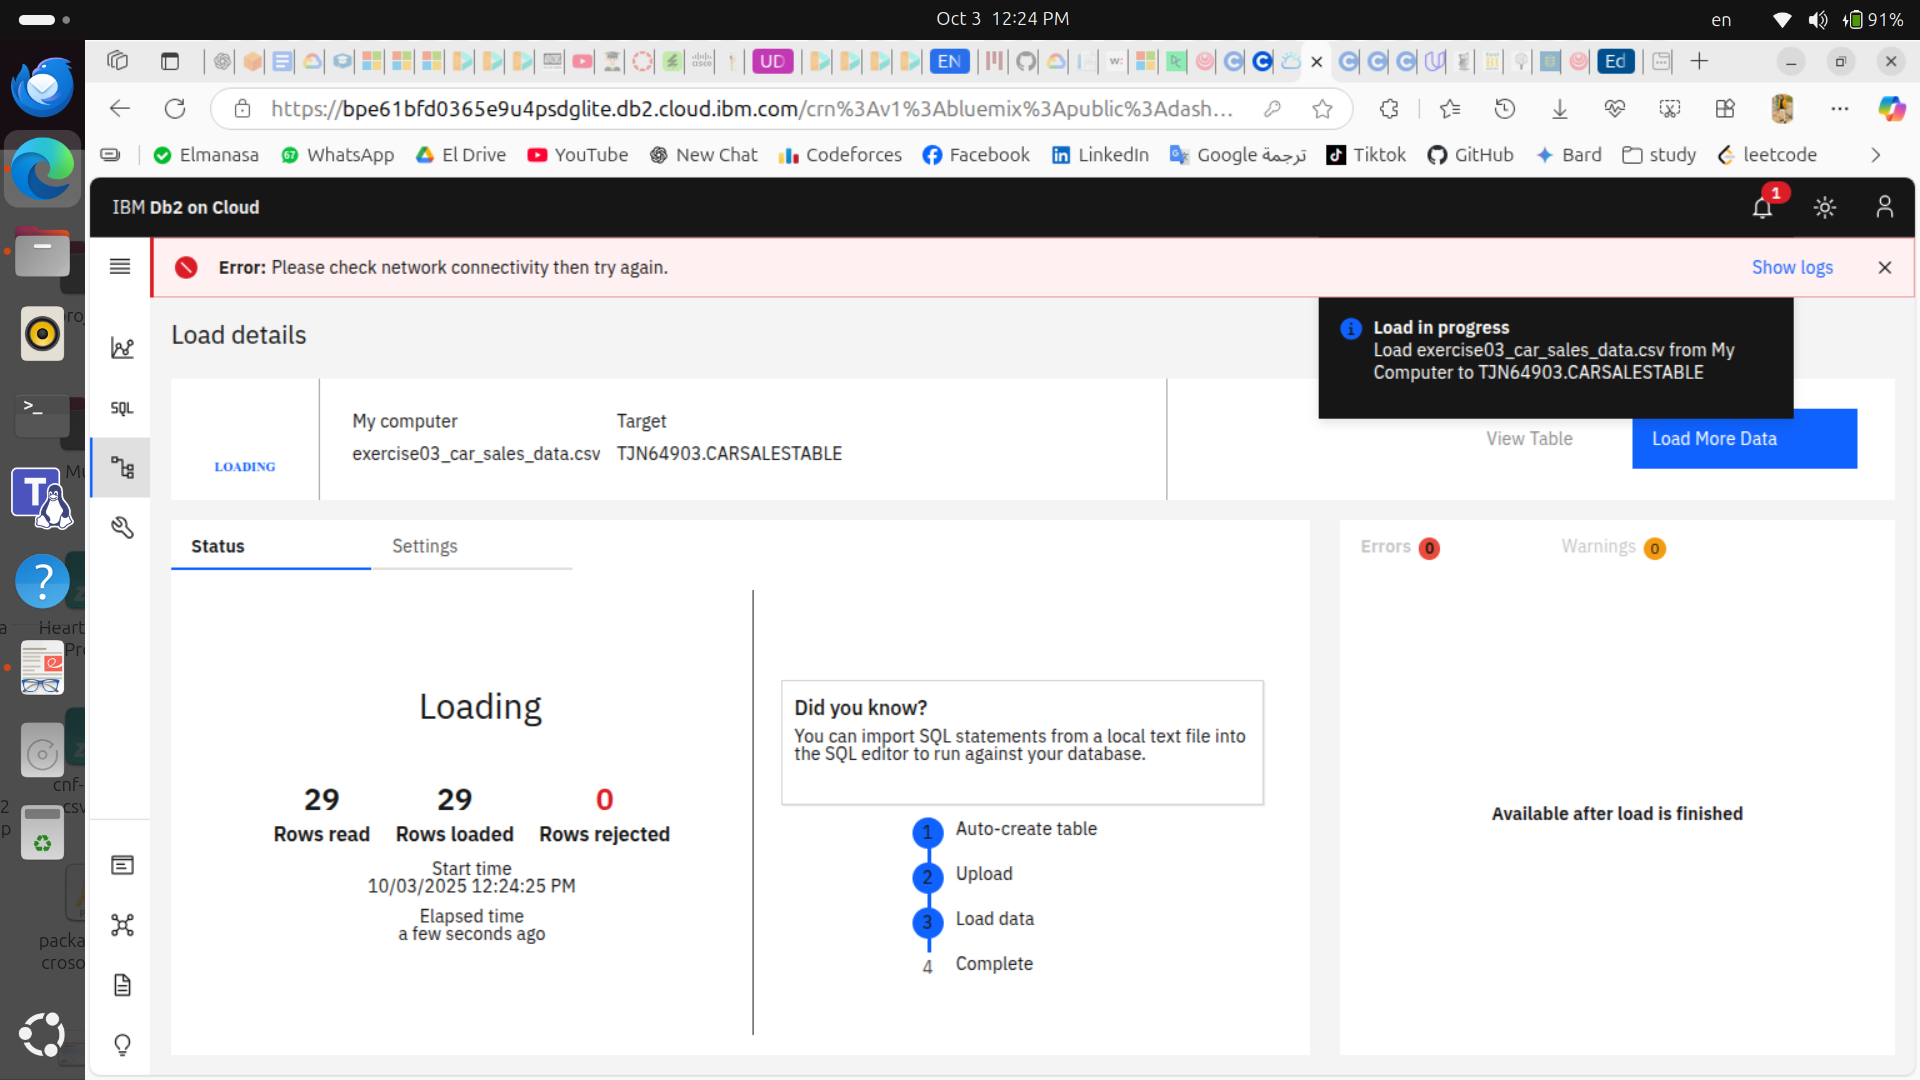 Oct 3 12:24 PM
en
91%
UD
EN
Ed
https://bpe61bfd0365e9u4psdglite.db2.cloud.ibm.com/crn%3Av1%3Abluemix%3Apublic%3Adash...
Elmanasa
WhatsApp
El Drive
YouTube
New Chat
Codeforces
Facebook
LinkedIn
ترجمة Google
Tiktok
GitHub
Bard
study
leetcode
IBM Db2 on Cloud
1
Error: Please check network connectivity then try again.
Show logs
Load details
Load in progress
Load exercise03_car_sales_data.csv from My
Computer to TJN64903.CARSALESTABLE
LOADING
My computer
exercise03_car_sales_data.csv
Target
TJN64903.CARSALESTABLE
View Table
Load More Data
SQL
Status
Settings
Errors 0
Warnings 0
Loading
29
Rows read
29
Rows loaded
0
Rows rejected
Start time
10/03/2025 12:24:25 PM
Elapsed time
a few seconds ago
Did you know?
You can import SQL statements from a local text file into
the SQL editor to run against your database.
1 Auto-create table
2 Upload
3 Load data
4 Complete
Available after load is finished
Heart
Pr
cnf-
csv
packa
croso